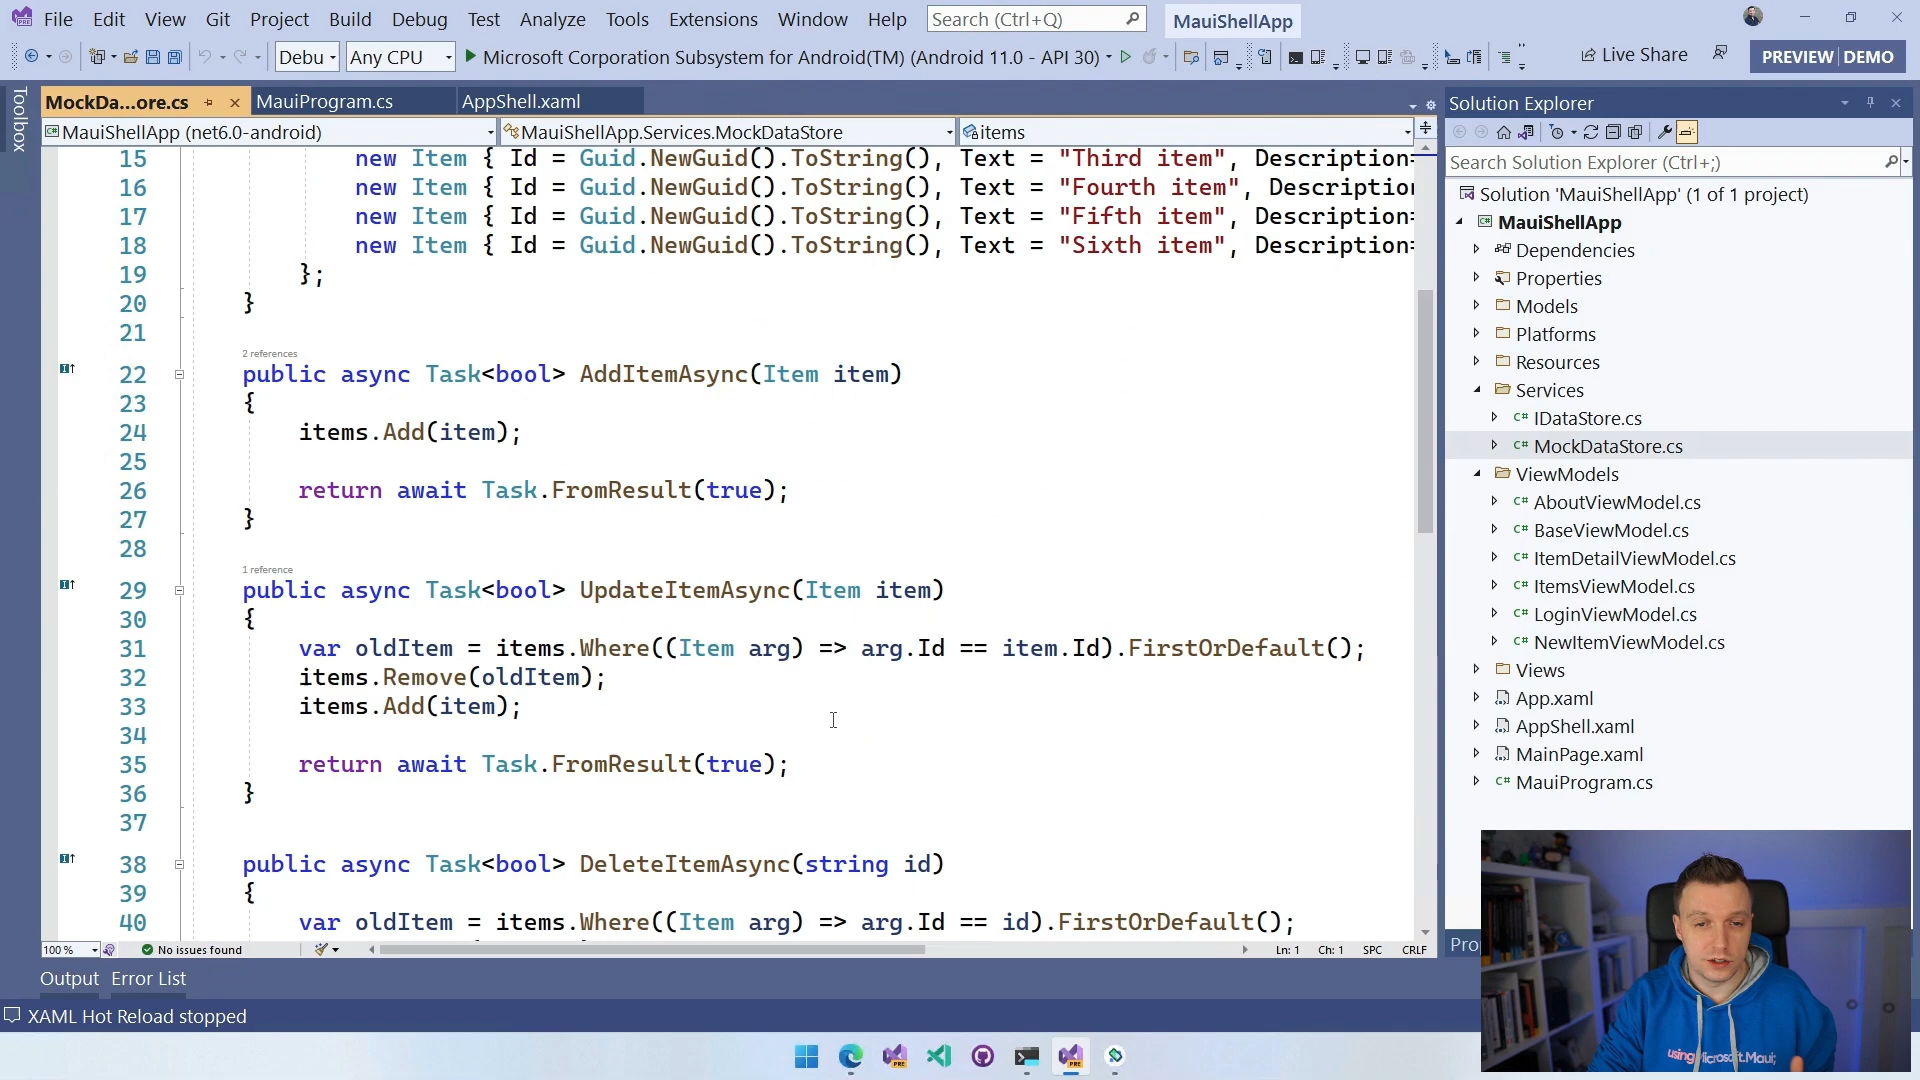 File Edit View Git Project Build Debug Test Analyze Tools Extensions Window Help Search (Ctrl+Q) MauiShellApp
Debu Any CPU Microsoft Corporation Subsystem for Android(TM) (Android 11.0 - API 30) Live Share PREVIEW DEMO
Toolbox
MockDa...ore.cs MauiProgram.cs AppShell.xaml
MauiShellApp (net6.0-android) MauiShellApp.Services.MockDataStore items
15 new Item { Id = Guid.NewGuid().ToString(), Text = "Third item", Description=
16 new Item { Id = Guid.NewGuid().ToString(), Text = "Fourth item", Description
17 new Item { Id = Guid.NewGuid().ToString(), Text = "Fifth item", Description=
18 new Item { Id = Guid.NewGuid().ToString(), Text = "Sixth item", Description=
19 };
20 }
21
2 references
22 public async Task<bool> AddItemAsync(Item item)
23 {
24 items.Add(item);
25
26 return await Task.FromResult(true);
27 }
28
1 reference
29 public async Task<bool> UpdateItemAsync(Item item)
30 {
31 var oldItem = items.Where((Item arg) => arg.Id == item.Id).FirstOrDefault();
32 items.Remove(oldItem);
33 items.Add(item);
34
35 return await Task.FromResult(true);
36 }
37
38 public async Task<bool> DeleteItemAsync(string id)
39 {
40 var oldItem = items.Where((Item arg) => arg.Id == id).FirstOrDefault();
100 % No issues found Ln: 1 Ch: 1 SPC CRLF
Output Error List
XAML Hot Reload stopped
Solution Explorer
Search Solution Explorer (Ctrl+;)
Solution 'MauiShellApp' (1 of 1 project)
MauiShellApp
Dependencies
Properties
Models
Platforms
Resources
Services
C# IDataStore.cs
C# MockDataStore.cs
ViewModels
C# AboutViewModel.cs
C# BaseViewModel.cs
C# ItemDetailViewModel.cs
C# ItemsViewModel.cs
C# LoginViewModel.cs
C# NewItemViewModel.cs
Views
App.xaml
AppShell.xaml
MainPage.xaml
C# MauiProgram.cs
Pro
using Microsoft.Maui;